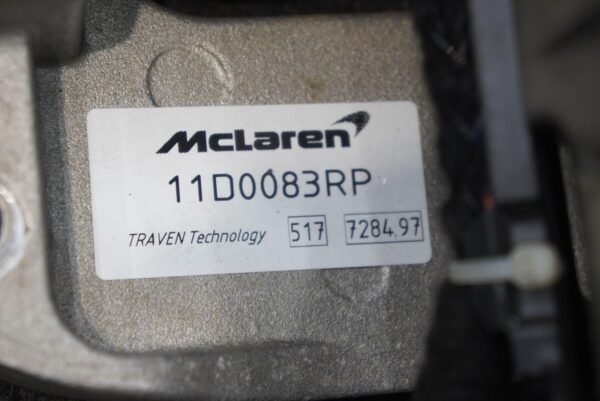 McLaren
11D0083RP
TRAVEN Technology 517 7284.97